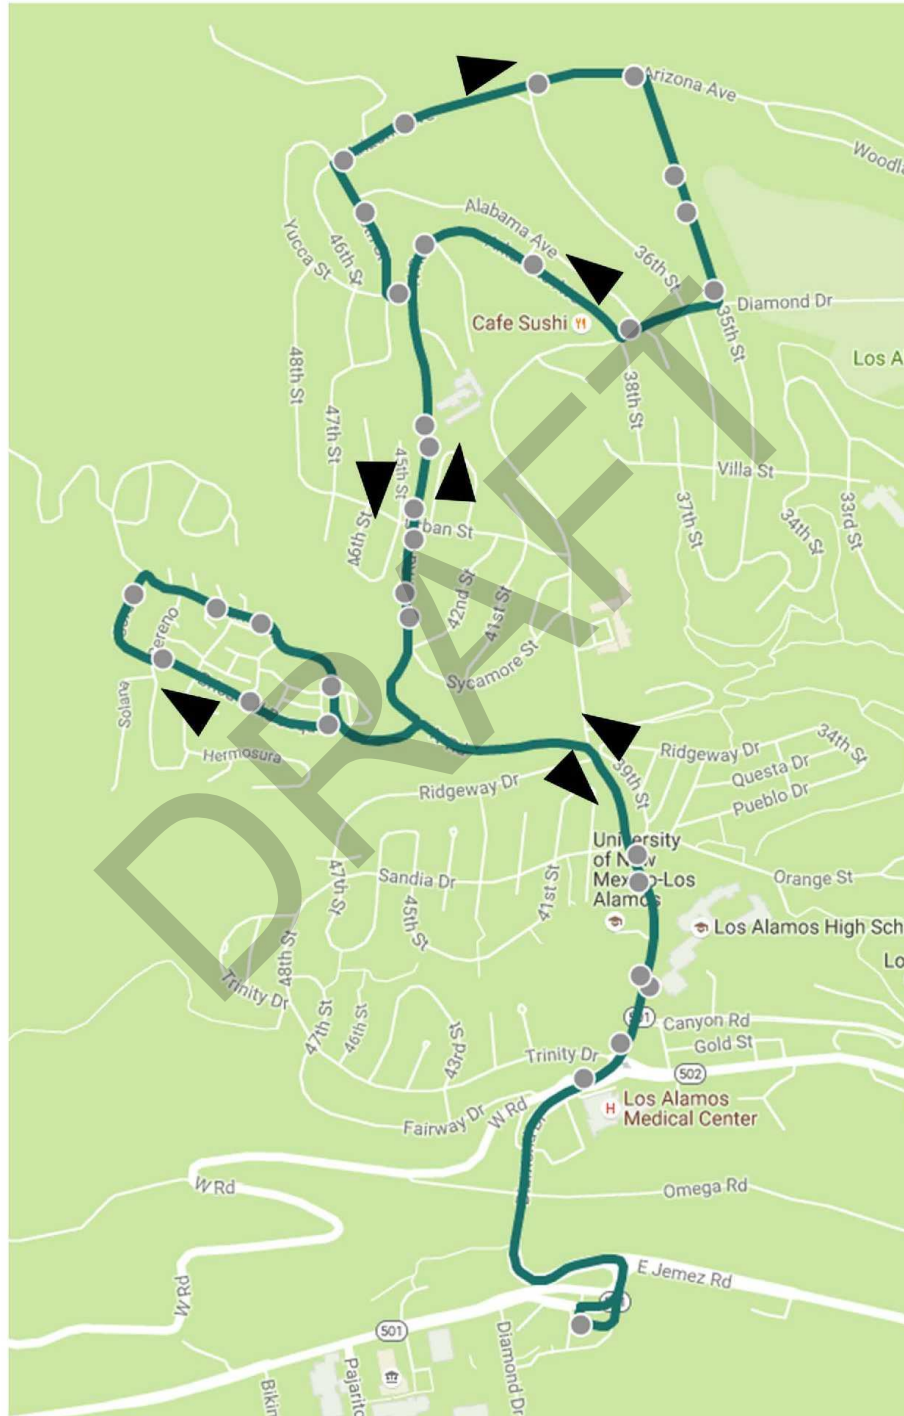 Arizona Ave
Woodla
Alabama Ave
Yucca St
46th St
36th St
Diamond Dr
35th St
Cafe Sushi
Los A
48th St
47th St
38th St
45th St
Villa St
46th St
37th St
34th St
33rd St
42nd St
41st St
Sycamore St
Solana
Hermosura
Ridgeway Dr
34th St
39th St
Questa Dr
Ridgeway Dr
Pueblo Dr
University
of New
Mexico-Los
Alamos
47th St
Sandia Dr
41st St
Orange St
45th St
Los Alamos High Sch
Lo
48th St
Trinity Dr
47th St
46th St
43rd St
Canyon Rd
Gold St
Trinity Dr
502
H
Los Alamos
Medical Center
Fairway Dr
W Rd
W Rd
Omega Rd
E Jemez Rd
W Rd
501
Diamond Dr
Pajarito
Bikin
DRAFT